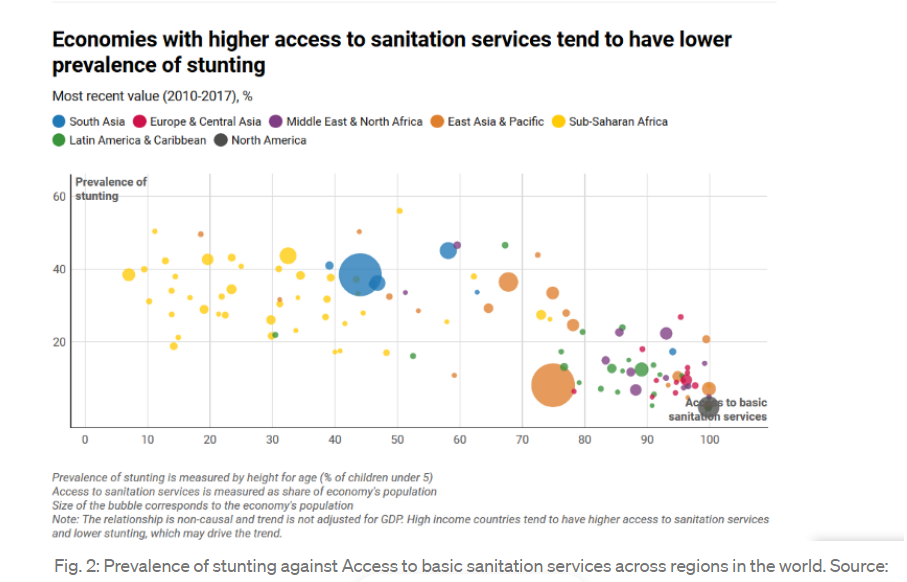 Economies with higher access to sanitation services tend to have lower
prevalence of stunting
Most recent value (2010-2017), %
South Asia Europe & Central Asia Middle East & North Africa East Asia & Pacific Sub-Saharan Africa
Latin America & Caribbean North America
Prevalence of
60 stunting
40
20
Access to basic
sanitation services
0 10 20 30 40 50 60 70 80 90 100
Prevalence of stunting is measured by height for age (% of children under 5)
Access to sanitation services is measured as share of economy's population
Size of the bubble corresponds to the economy's population
Note: The relationship is non-causal and trend is not adjusted for GDP. High income countries tend to have higher access to sanitation services
and lower stunting, which may drive the trend.
Fig. 2: Prevalence of stunting against Access to basic sanitation services across regions in the world. Source: